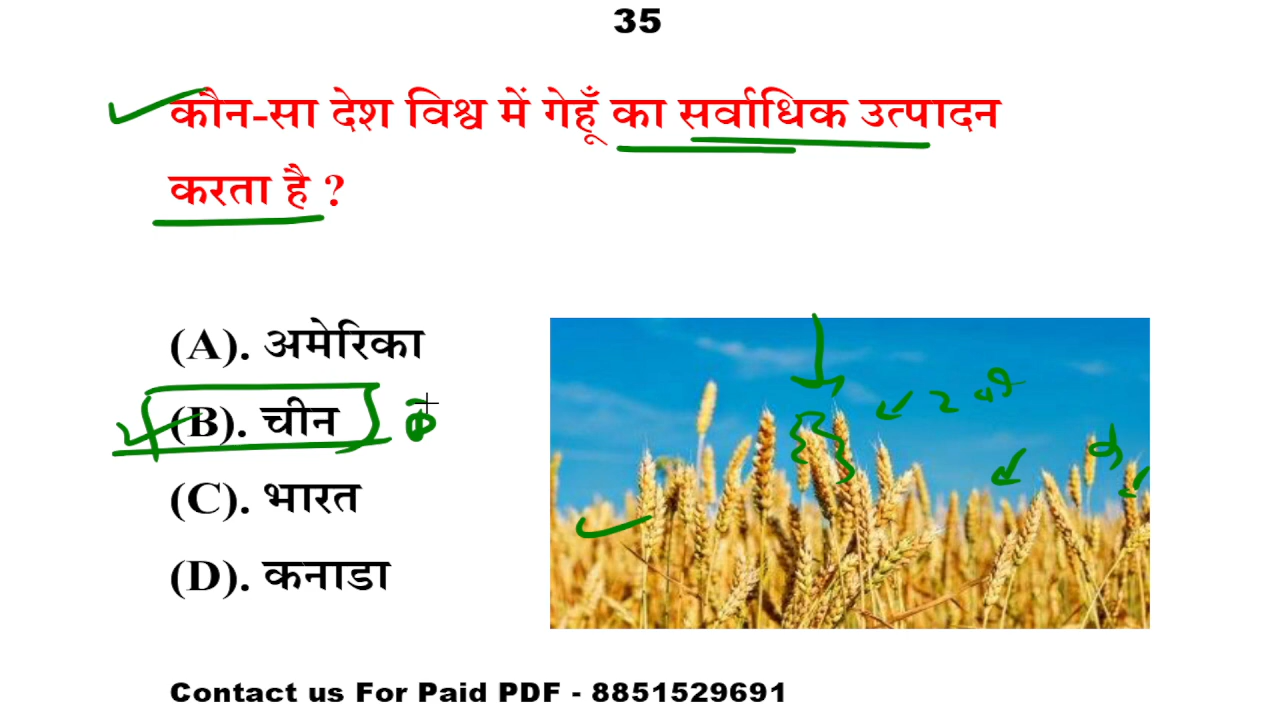 35
कौन-सा देश विश्व में गेहूँ का सर्वाधिक उत्पादन
करता है ?
(A). अमेरिका
(B). चीन
(C). भारत
(D). कनाडा
Contact us For Paid PDF - 8851529691